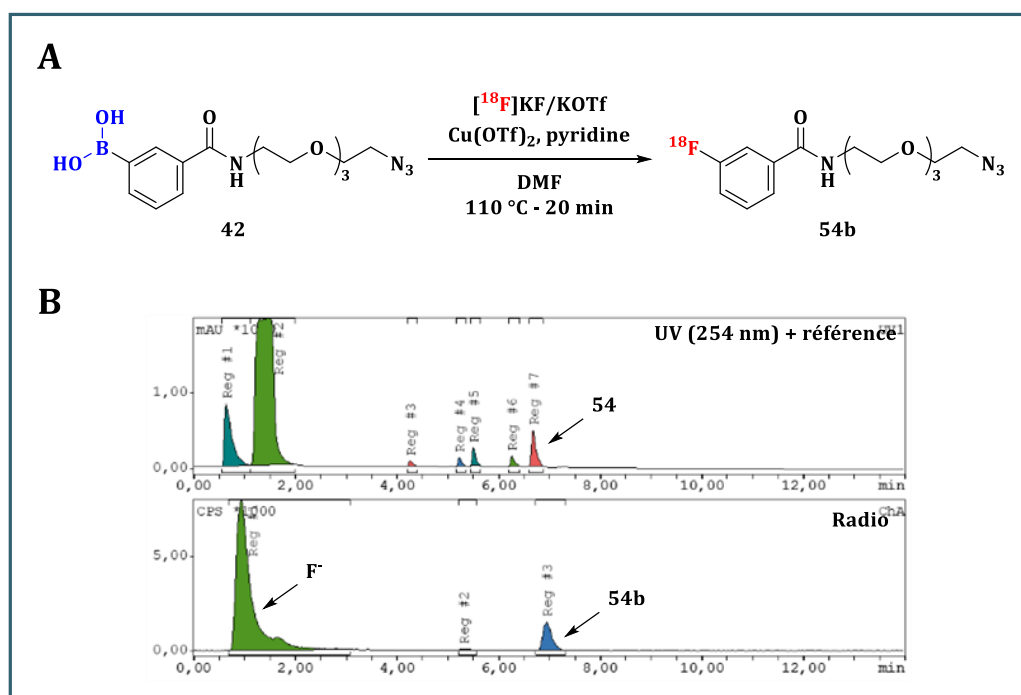 A
OH
HO
B
O
N
H
O
3
N₃
42
[¹⁸F]KF/KOTf
Cu(OTf)₂, pyridine
DMF
110 °C - 20 min
¹⁸F
O
N
H
O
3
N₃
54b
B
mAU *10
UV (254 nm) + référence
1,00
0,00
Reg #1
Reg #2
Reg #3
Reg #4
Reg #5
Reg #6
Reg #7
54
0,00 2,00 4,00 6,00 8,00 10,00 12,00 min
CPS *1000
Radio
5,00
0,00
Reg
F⁻
Reg #2
Reg #3
54b
0,00 2,00 4,00 6,00 8,00 10,00 12,00 min